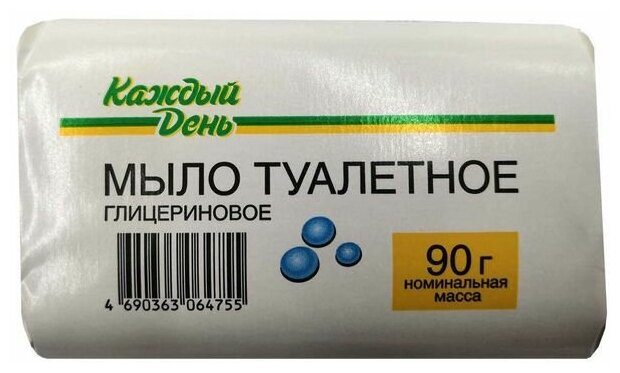 Каждый
День
МЫЛО ТУАЛЕТНОЕ
ГЛИЦЕРИНОВОЕ
4 690363 064755
90 г
номинальная
масса